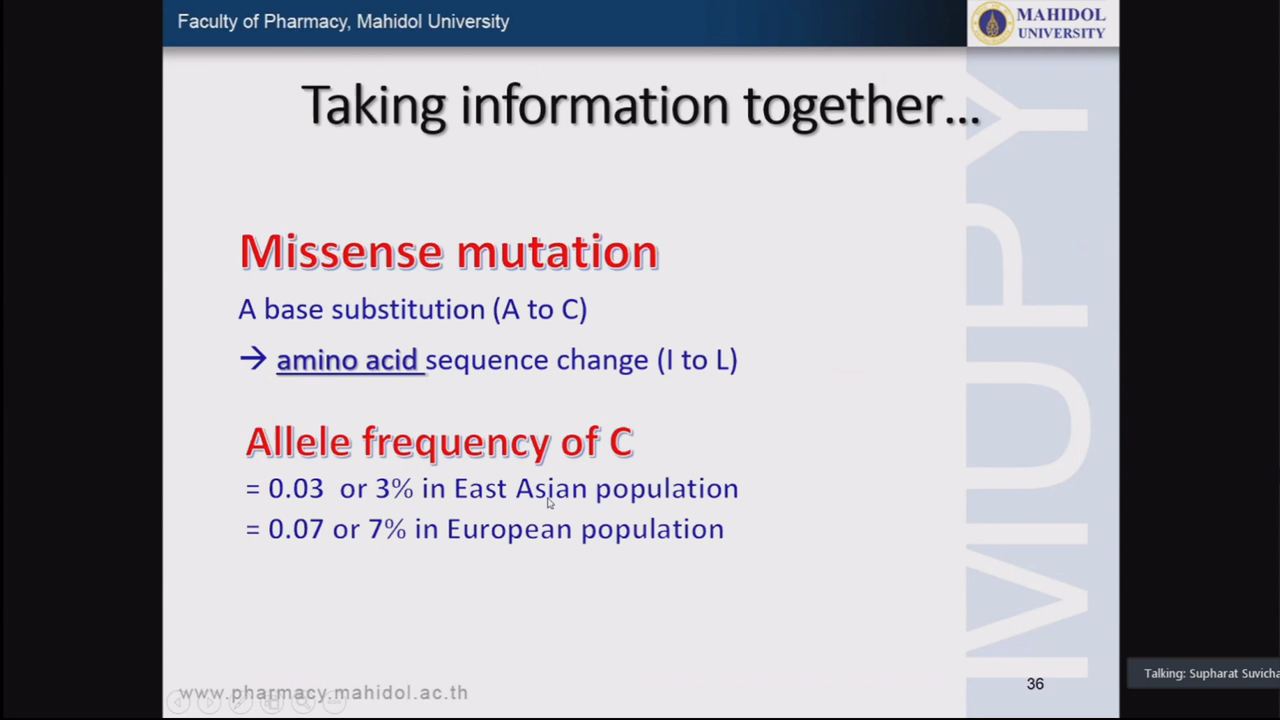 Faculty of Pharmacy, Mahidol University
MAHIDOL
UNIVERSITY
Taking information together...
Missense mutation
A base substitution (A to C)
→ amino acid sequence change (I to L)
Allele frequency of C
= 0.03 or 3% in East Asian population
= 0.07 or 7% in European population
MUPY
www.pharmacy.mahidol.ac.th
36
Talking: Supharat Suvicha